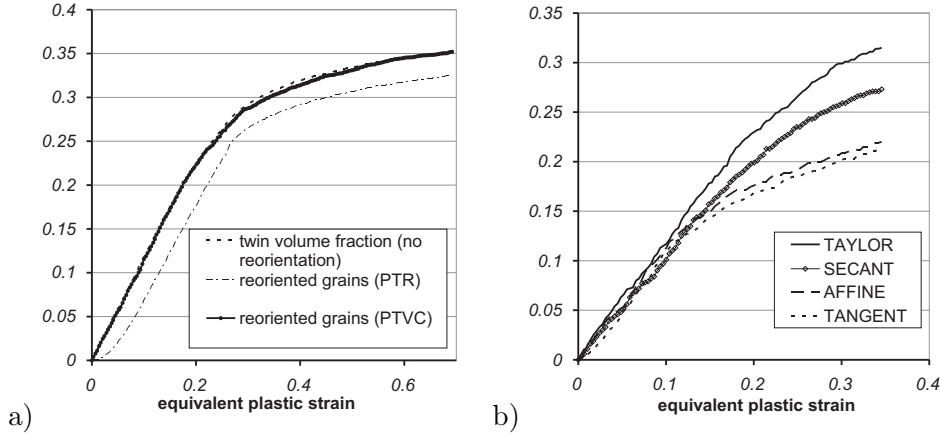 0.4
0.35
0.3
0.25
0.2
0.15
0.1
0.05
0
0
0.2
0.4
0.6
twin volume fraction (no
reorientation)
reoriented grains (PTR)
reoriented grains (PTVC)
equivalent plastic strain
a)
0.35
0.3
0.25
0.2
0.15
0.1
0.05
0
0
0.1
0.2
0.3
0.4
TAYLOR
SECANT
AFFINE
TANGENT
equivalent plastic strain
b)